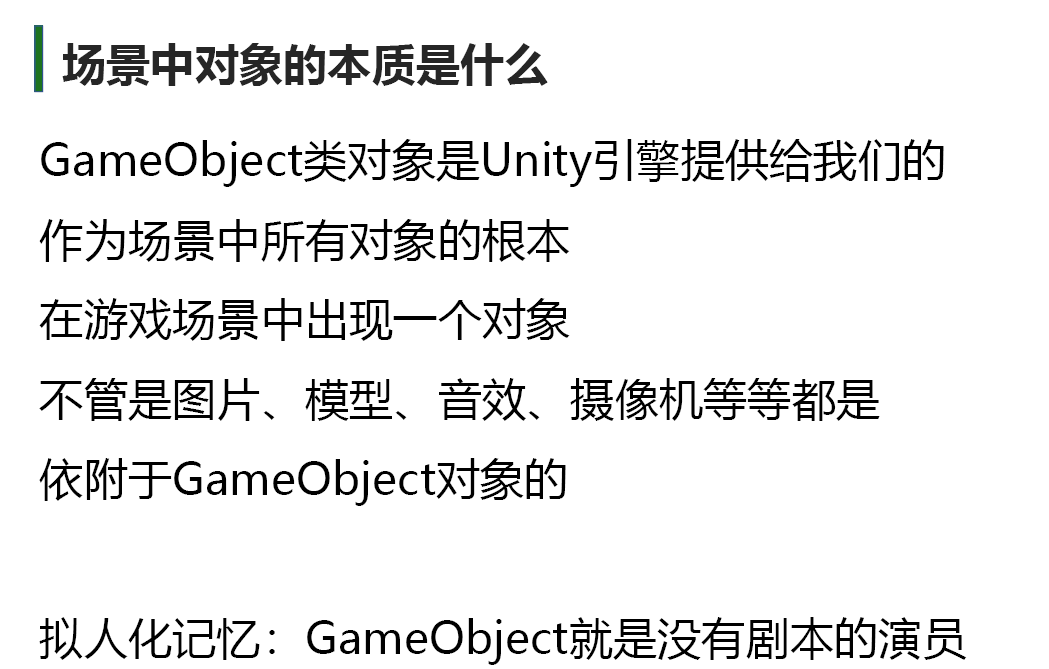 场景中对象的本质是什么
GameObject类对象是Unity引擎提供给我们的
作为场景中所有对象的根本
在游戏场景中出现一个对象
不管是图片、模型、音效、摄像机等等都是
依附于GameObject对象的
拟人化记忆：GameObject就是没有剧本的演员